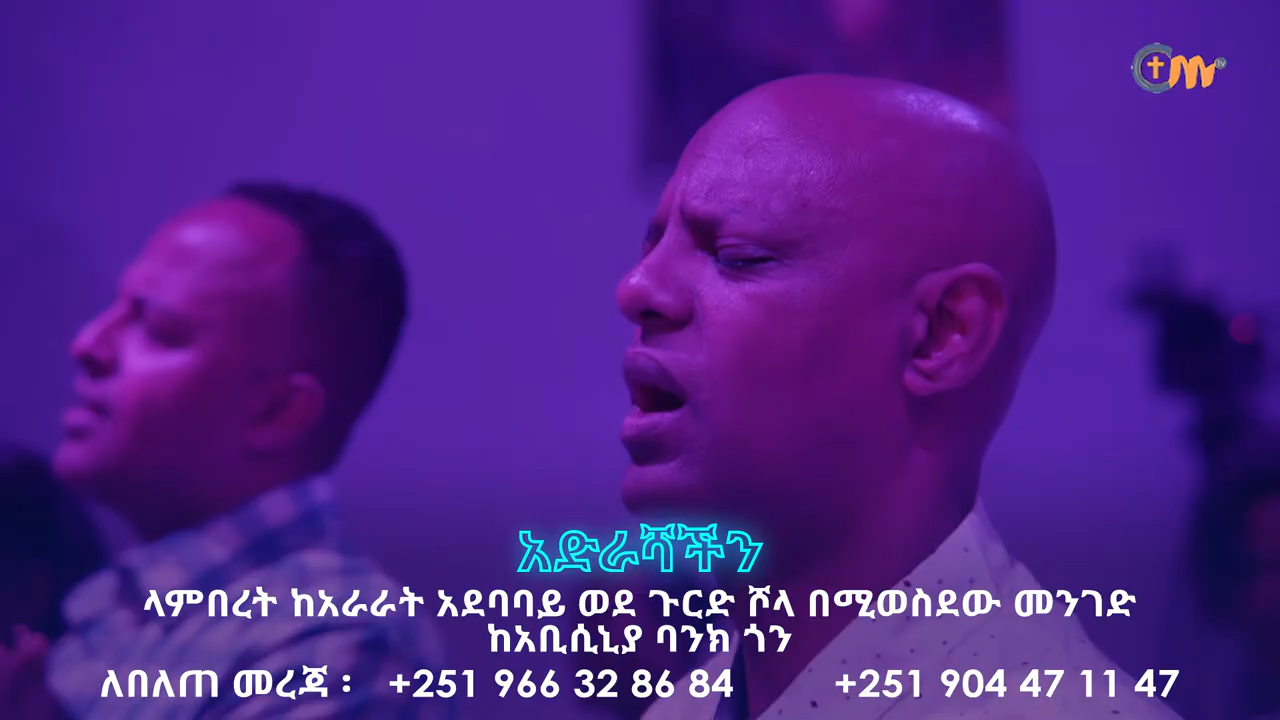 አድራሻችን
ላምበረት ከአራራት አደባባይ ወደ ጉርድ ሾላ በሚወስደው መንገድ
ከአቢሲኒያ ባንክ ጎን
ለበለጠ መረጃ ፡ +251 966 32 86 84 +251 904 47 11 47